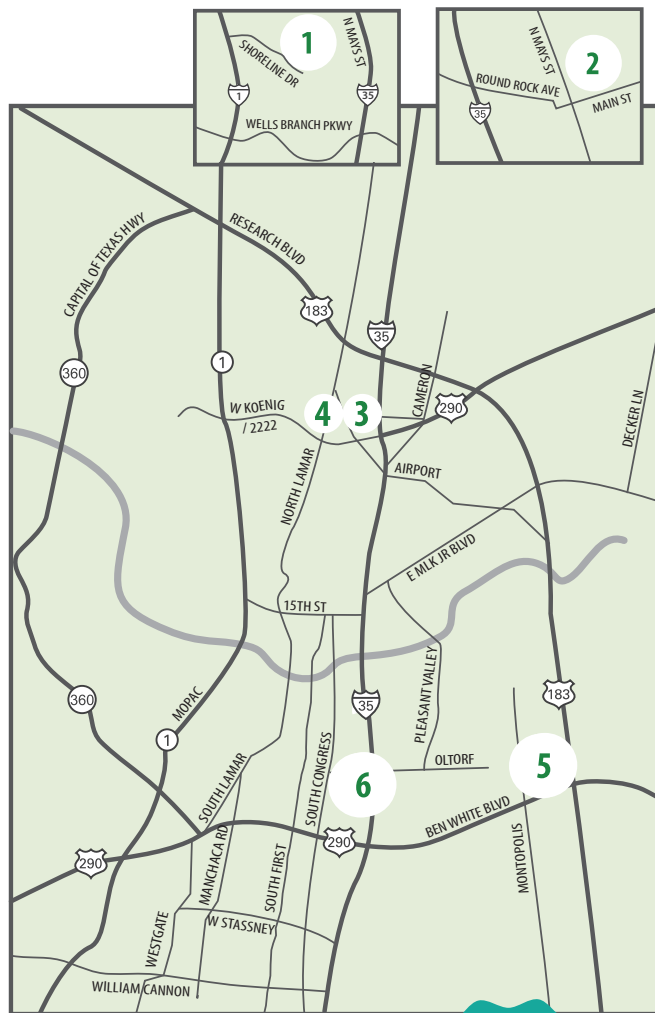 1
SHORELINE DR
N MAYS ST
1
35
WELLS BRANCH PKWY
2
N MAYS ST
ROUND ROCK AVE
MAIN ST
35
CAPITAL OF TEXAS HWY
RESEARCH BLVD
183
35
360
1
CAMERON
290
W KOENIG
/ 2222
4
3
DECKER LN
NORTH LAMAR
AIRPORT
E MLK JR BLVD
15TH ST
PLEASANT VALLEY
360
MOPAC
35
183
1
SOUTH LAMAR
SOUTH CONGRESS
OLTORF
6
5
290
MANCHACA RD
SOUTH FIRST
290
BEN WHITE BLVD
MONTOPOLIS
WESTGATE
W STASSNEY
WILLIAM CANNON